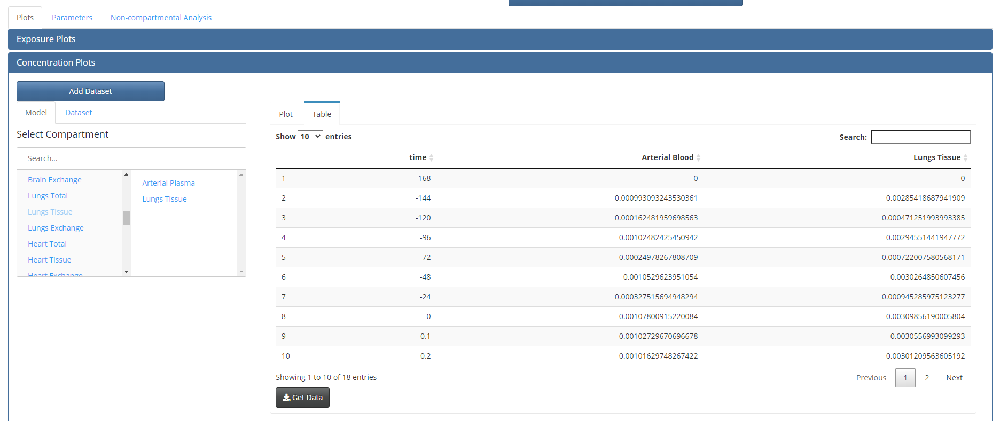 Plots Parameters Non-compartmental Analysis
Exposure Plots
Concentration Plots
Add Dataset
Model Dataset
Select Compartment
Search...
Brain Exchange
Lungs Total
Lungs Tissue
Lungs Exchange
Heart Total
Heart Tissue
Heart Exchange
Arterial Plasma
Lungs Tissue
Plot Table
Show 10 entries Search:
time Arterial Blood Lungs Tissue
1 -168 0 0
2 -144 0.000993093243530361 0.00285418687941909
3 -120 0.000162481959698563 0.000471251993993385
4 -96 0.00102482425450942 0.00294551441947772
5 -72 0.00024978267808709 0.000722007580568171
6 -48 0.0010529623951054 0.0030264850607456
7 -24 0.000327515694948294 0.000945285975123277
8 0 0.00107800915220084 0.00309856190005804
9 0.1 0.00102729670696678 0.0030556993099293
10 0.2 0.00101629748267422 0.00301209563605192
Showing 1 to 10 of 18 entries Previous 1 2 Next
Get Data